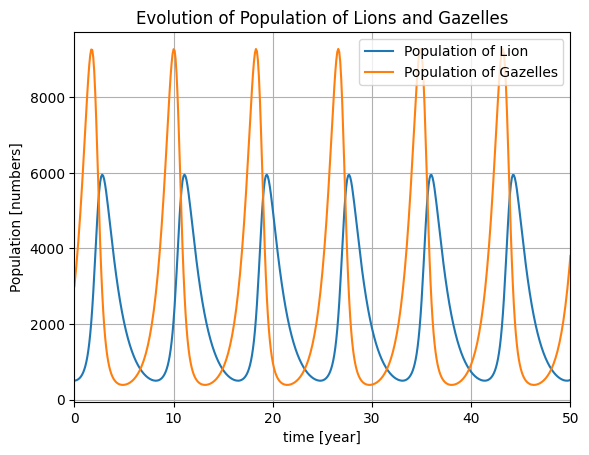 Evolution of Population of Lions and Gazelles
Population of Lion
Population of Gazelles
Population [numbers]
8000
6000
4000
2000
0
0 10 20 30 40 50
time [year]